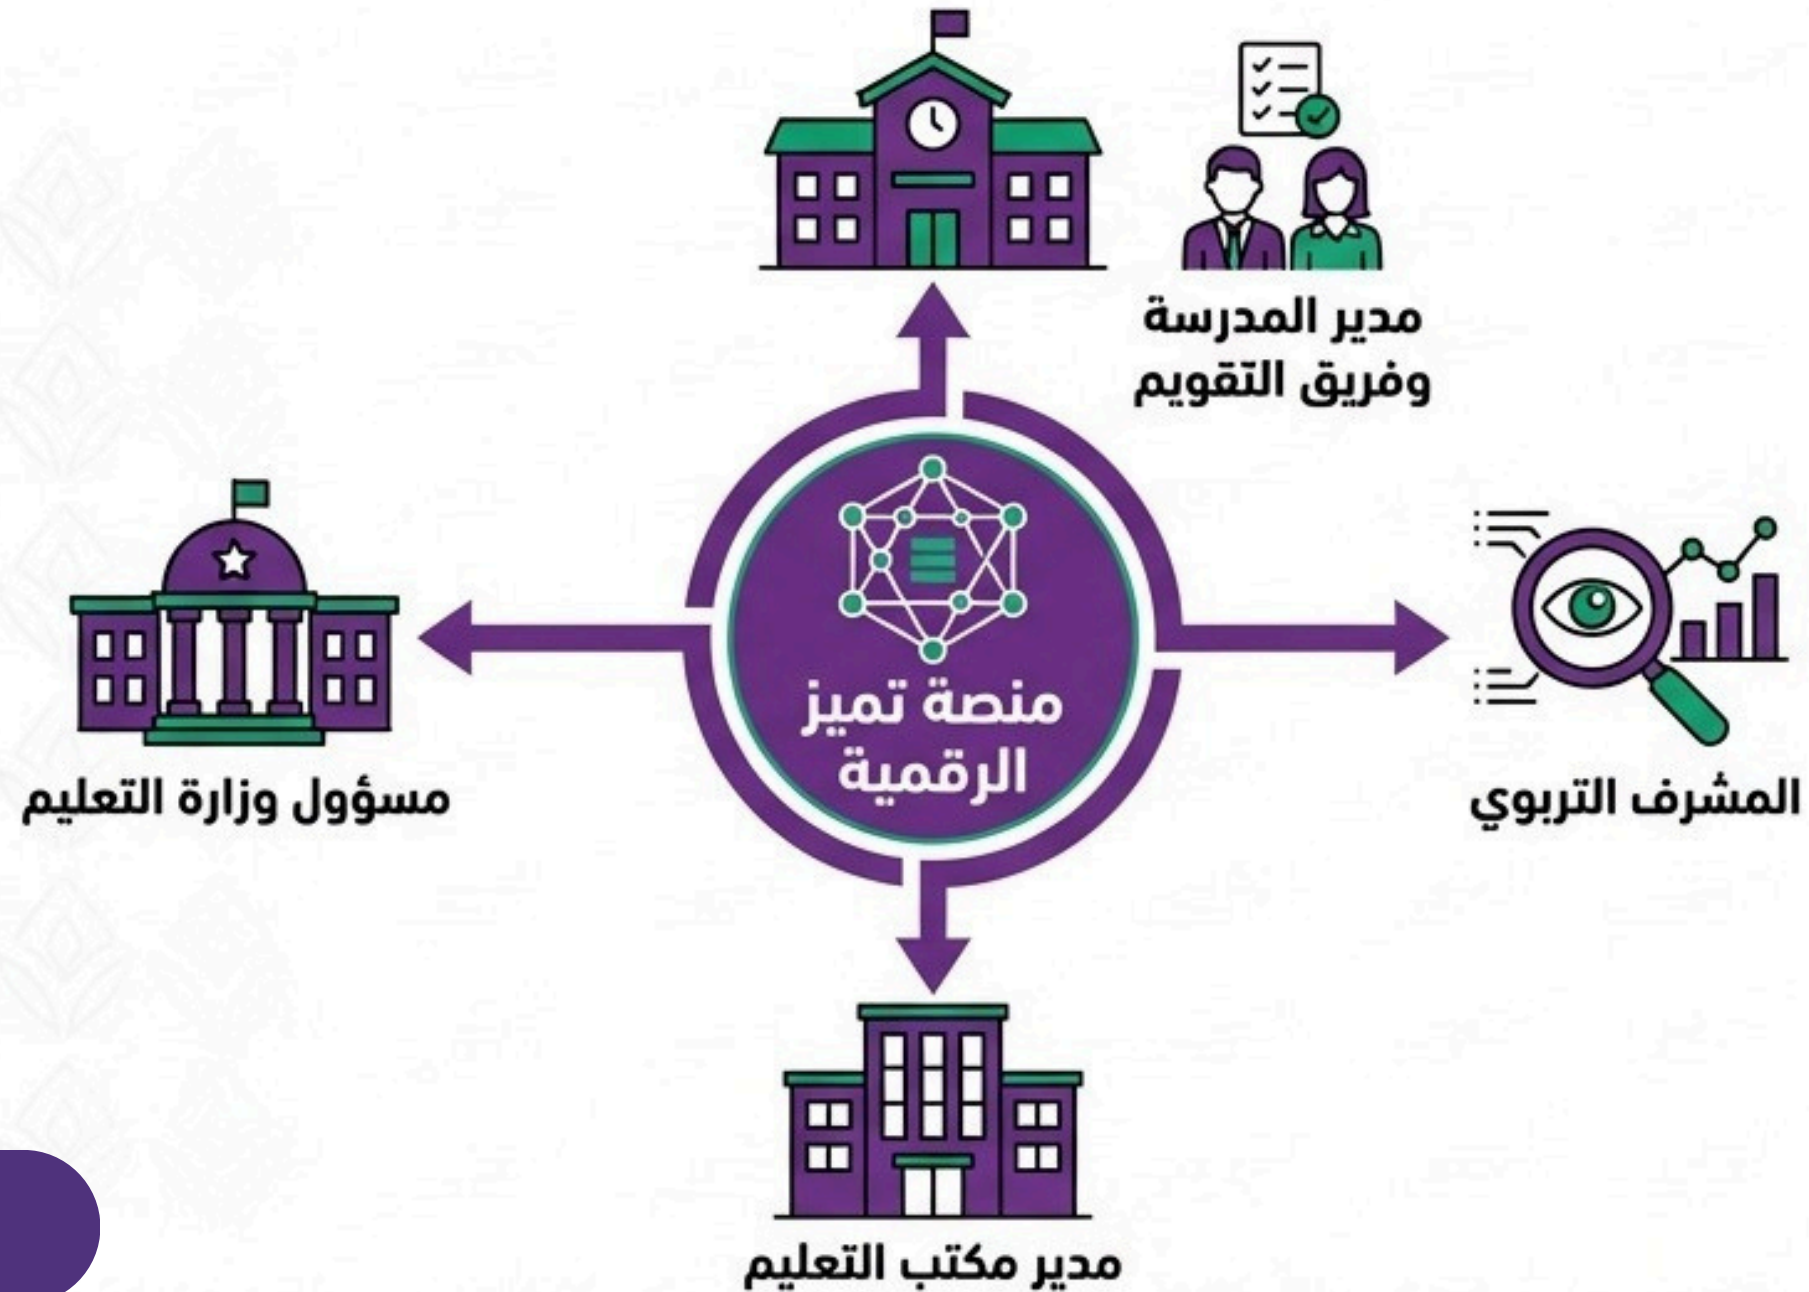 مدير المدرسة
وفريق التقويم
منصة تميز
الرقمية
مسؤول وزارة التعليم
المشرف التربوي
مدير مكتب التعليم